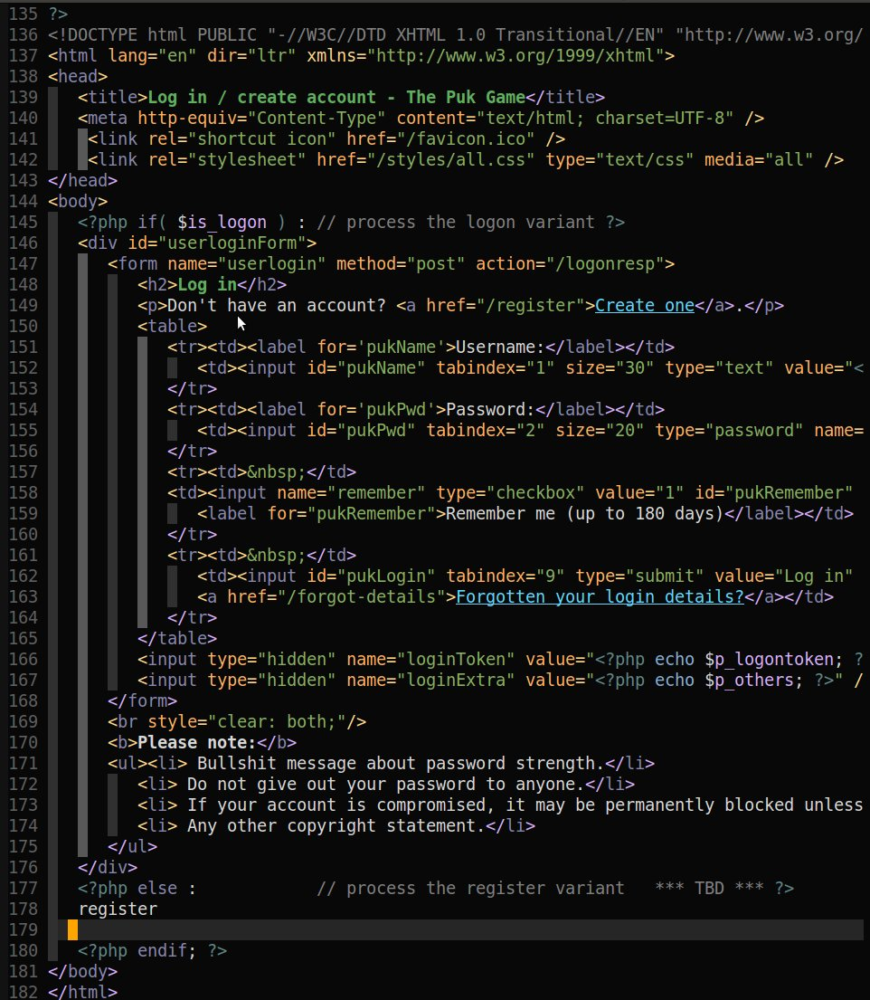 135 ?>
136 <!DOCTYPE html PUBLIC "-//W3C//DTD XHTML 1.0 Transitional//EN" "http://www.w3.org/
137 <html lang="en" dir="ltr" xmlns="http://www.w3.org/1999/xhtml">
138 <head>
139    <title>Log in / create account - The Puk Game</title>
140    <meta http-equiv="Content-Type" content="text/html; charset=UTF-8" />
141     <link rel="shortcut icon" href="/favicon.ico" />
142     <link rel="stylesheet" href="/styles/all.css" type="text/css" media="all" />
143 </head>
144 <body>
145    <?php if( $is_logon ) : // process the logon variant ?>
146    <div id="userloginForm">
147       <form name="userlogin" method="post" action="/logonresp">
148          <h2>Log in</h2>
149          <p>Don't have an account? <a href="/register">Create one</a>.</p>
150          <table>
151             <tr><td><label for='pukName'>Username:</label></td>
152                <td><input id="pukName" tabindex="1" size="30" type="text" value="<
153             </tr>
154             <tr><td><label for='pukPwd'>Password:</label></td>
155                <td><input id="pukPwd" tabindex="2" size="20" type="password" name=
156             </tr>
157             <tr><td>&nbsp;</td>
158             <td><input name="remember" type="checkbox" value="1" id="pukRemember"
159                <label for="pukRemember">Remember me (up to 180 days)</label></td>
160             </tr>
161             <tr><td>&nbsp;</td>
162                <td><input id="pukLogin" tabindex="9" type="submit" value="Log in"
163                <a href="/forgot-details">Forgotten your login details?</a></td>
164             </tr>
165          </table>
166          <input type="hidden" name="loginToken" value="<?php echo $p_logontoken; ?
167          <input type="hidden" name="loginExtra" value="<?php echo $p_others; ?>" /
168       </form>
169       <br style="clear: both;"/>
170       <b>Please note:</b>
171       <ul><li> Bullshit message about password strength.</li>
172          <li> Do not give out your password to anyone.</li>
173          <li> If your account is compromised, it may be permanently blocked unless
174          <li> Any other copyright statement.</li>
175       </ul>
176    </div>
177    <?php else :            // process the register variant   *** TBD *** ?>
178    register
179
180    <?php endif; ?>
181 </body>
182 </html>